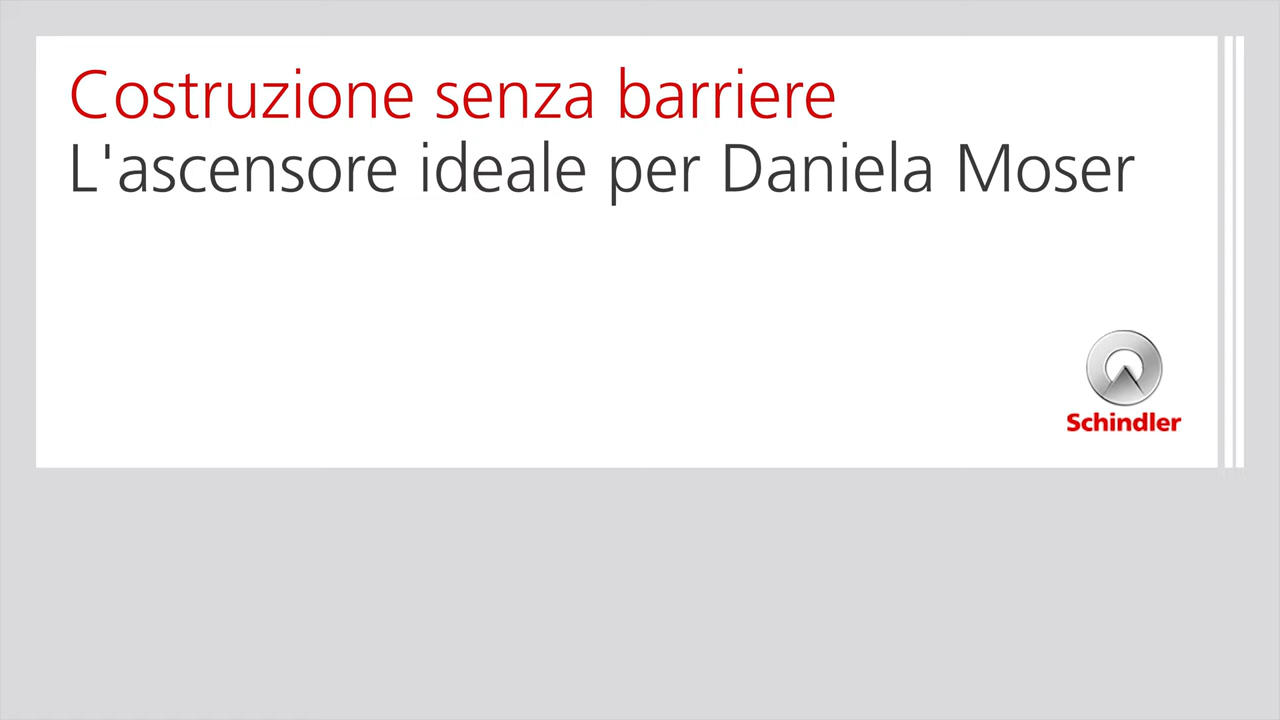 Costruzione senza barriere
L'ascensore ideale per Daniela Moser
Schindler